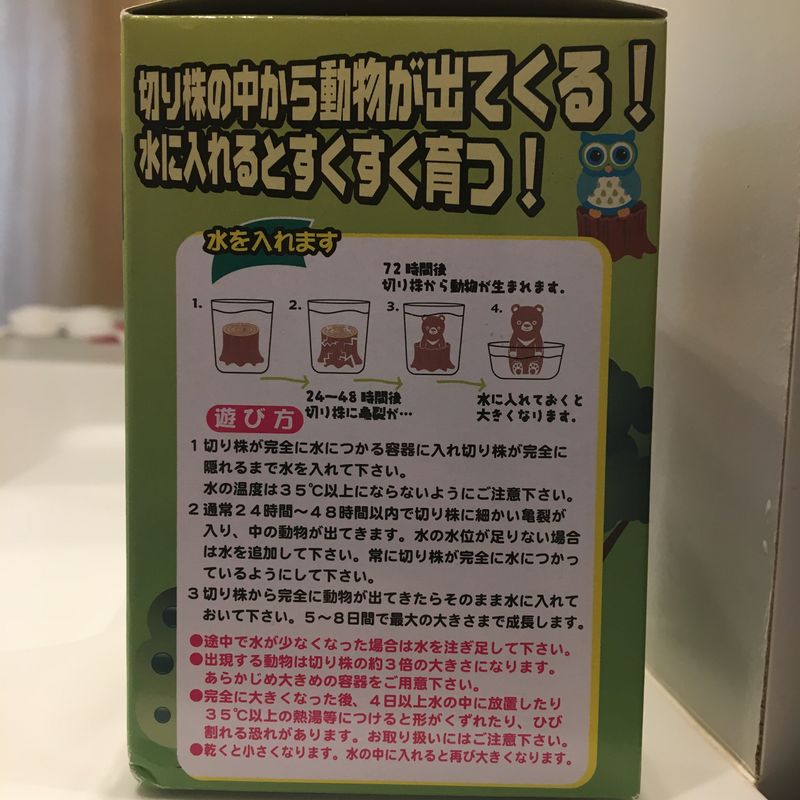 切り株の中から動物が出てくる！
水に入れるとすくすく育つ！
水を入れます
72時間後
切り株から動物が生まれます。
1.
2.
3.
4.
24〜48時間後
切り株に亀裂が…
水に入れておくと
大きくなります。
遊び方
1 切り株が完全に水につかる容器に入れ切り株が完全に
隠れるまで水を入れて下さい。
水の温度は35℃以上にならないようにご注意下さい。
2 通常24時間〜48時間以内で切り株に細かい亀裂が
入り、中の動物が出てきます。水の水位が足りない場合
は水を追加して下さい。常に切り株が完全に水につかっ
ているようにして下さい。
3 切り株から完全に動物が出てきたらそのまま水に入れて
おいて下さい。5〜8日間で最大の大きさまで成長します。
●途中で水が少なくなった場合は水を注ぎ足して下さい。
●出現する動物は切り株の約3倍の大きさになります。
あらかじめ大きめの容器をご用意下さい。
●完全に大きくなった後、4日以上水の中に放置したり
35℃以上の熱湯等につけると形がくずれたり、ひび
割れる恐れがあります。お取り扱いにはご注意下さい。
●乾くと小さくなります。水の中に入れると再び大きくなります。